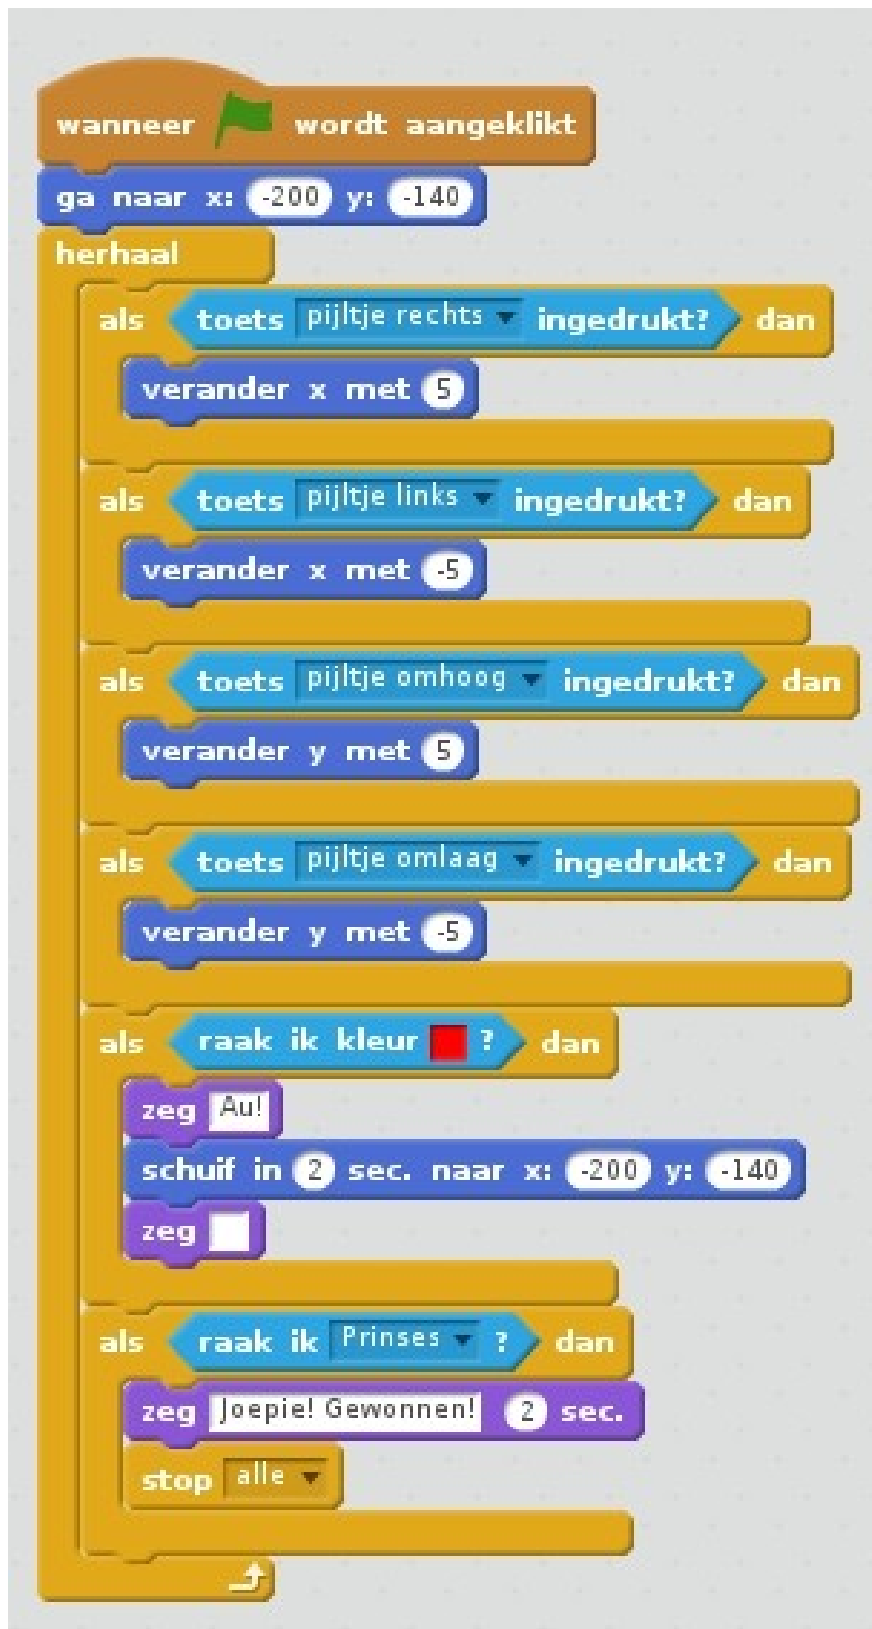 wanneer wordt aangeklikt
ga naar x: -200 y: -140
herhaal
als toets pijltje rechts ingedrukt? dan
verander x met 5
als toets pijltje links ingedrukt? dan
verander x met -5
als toets pijltje omhoog ingedrukt? dan
verander y met 5
als toets pijltje omlaag ingedrukt? dan
verander y met -5
als raak ik kleur ? dan
zeg Au!
schuif in 2 sec. naar x: -200 y: -140
zeg
als raak ik Prinses ? dan
zeg Joepie! Gewonnen! 2 sec.
stop alle